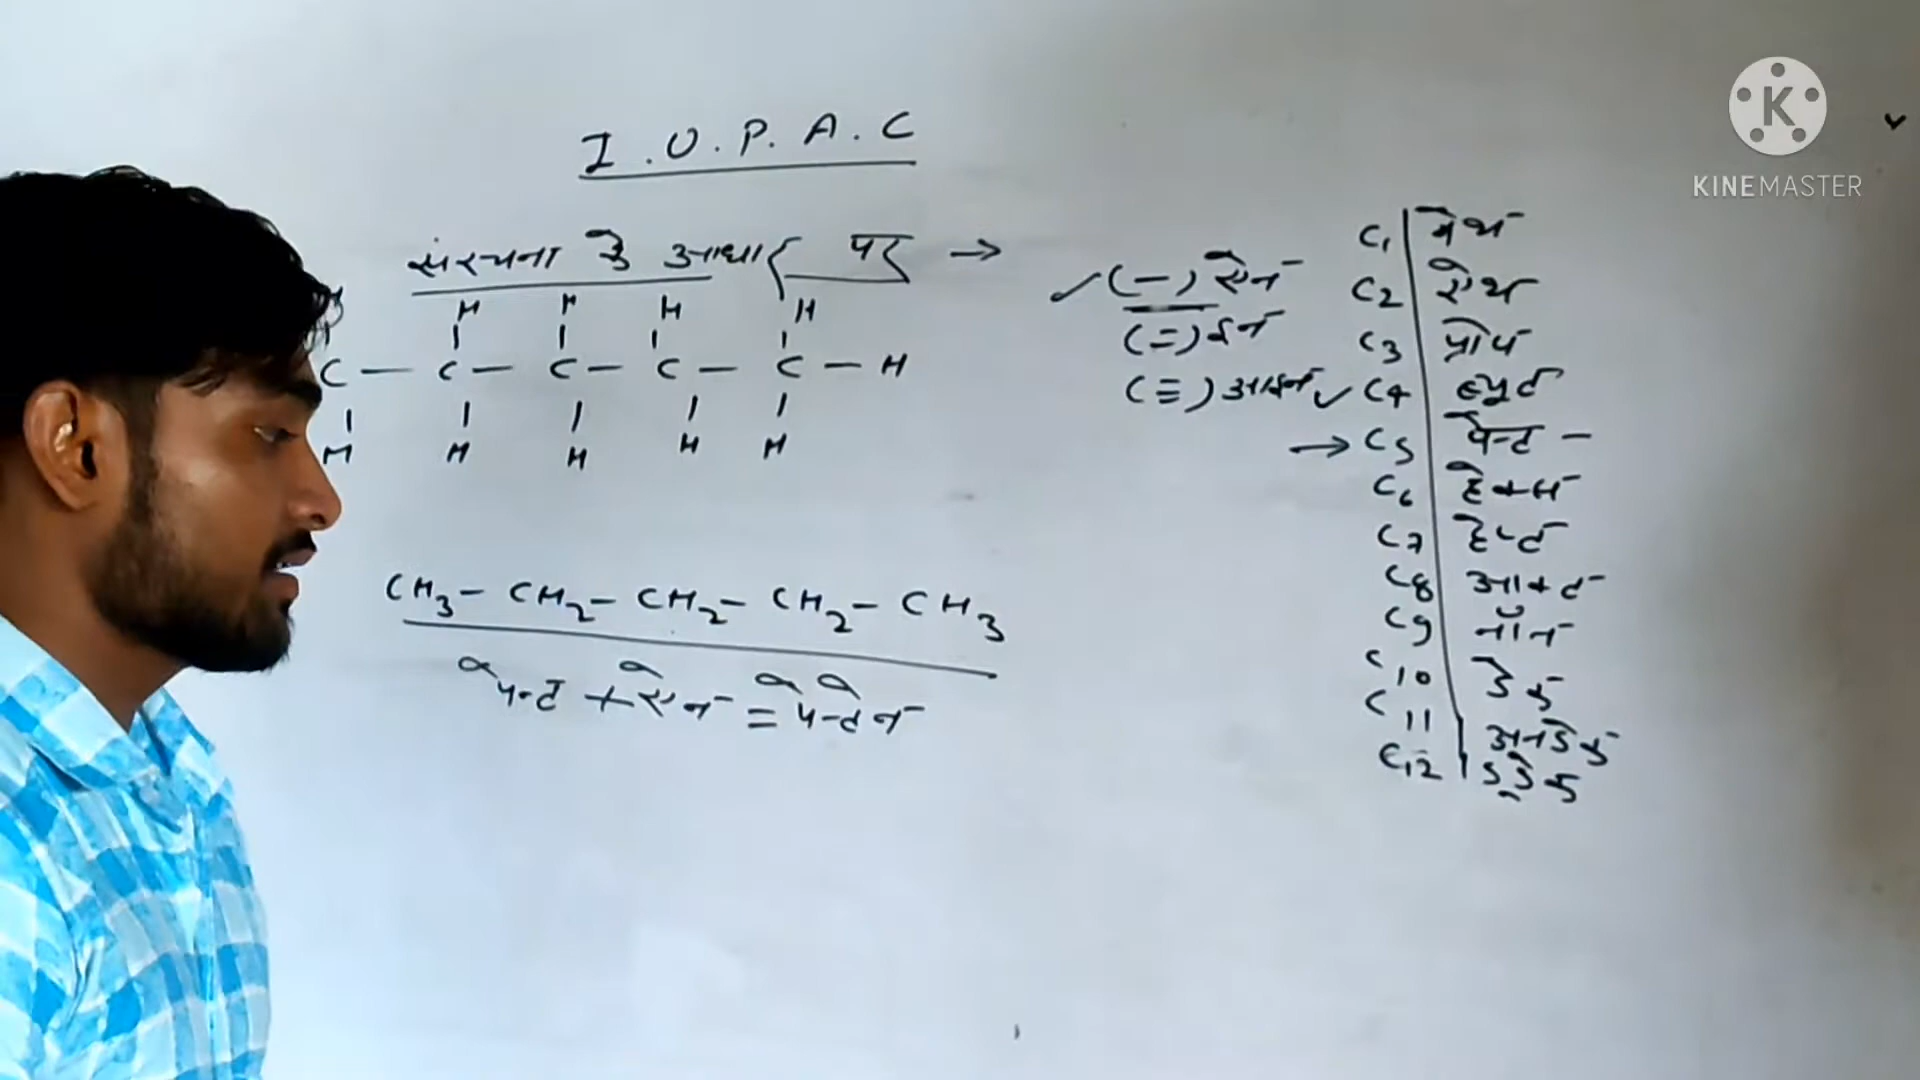 I.U.P.A.C
संरचना के आधार पर →
H H H H
C — C — C — C — C — H
H H H H H
CH3 — CH2 — CH2 — CH2 — CH3
पेन्ट + ऐन = पेन्टेन
✓ (—) ऐन
(=) ईन
(≡) आइन
C1 | मेथ
C2 | ऐथ
C3 | प्रोप
✓ C4 | ब्युट
→ C5 | पेन्ट —
C6 | हेक्स
C7 | हेप्ट
C8 | आक्ट
C9 | नॉन
C10 | डेक
C11 | अनडेक
C12 | डुडेक
K
KINEMASTER